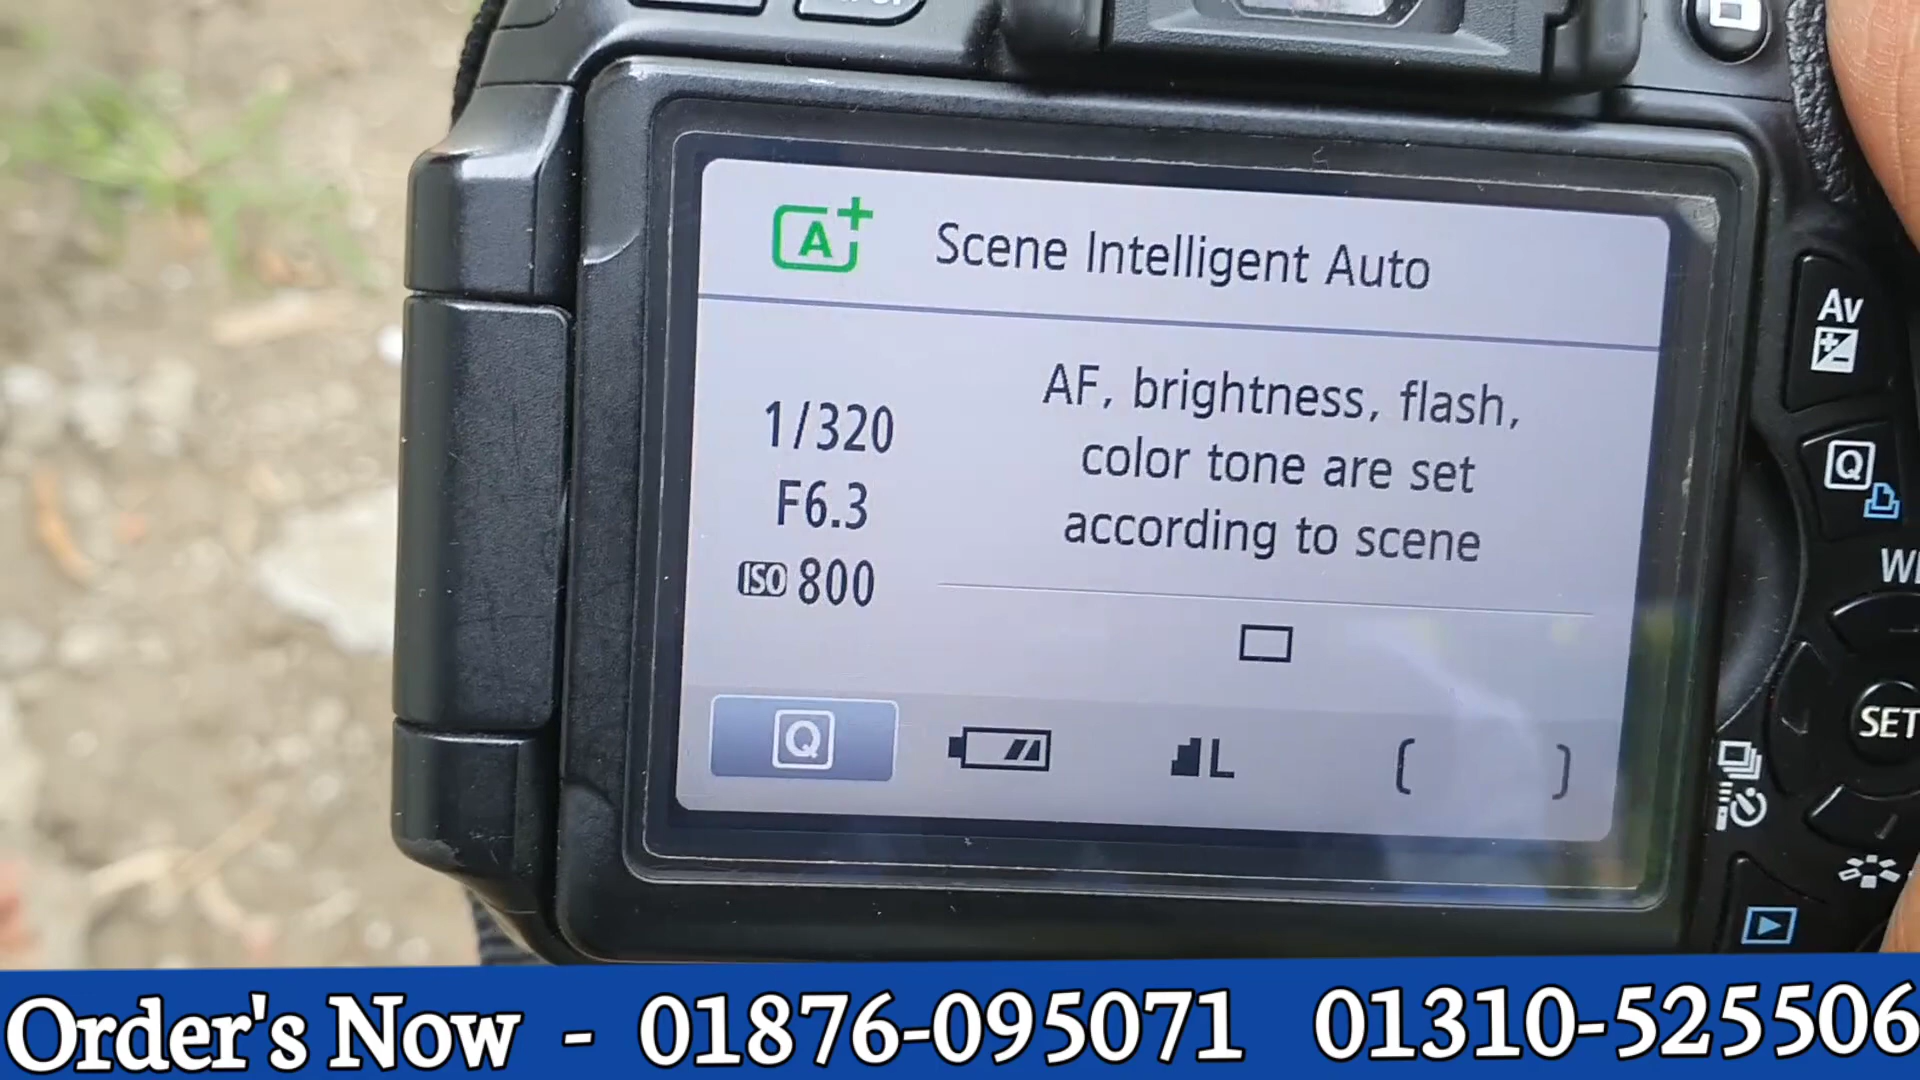 A+ Scene Intelligent Auto
1/320
F6.3
ISO 800
AF, brightness, flash,
color tone are set
according to scene
Q
L
[ ]
Av
Q
SET
Order's Now - 01876-095071 01310-525506